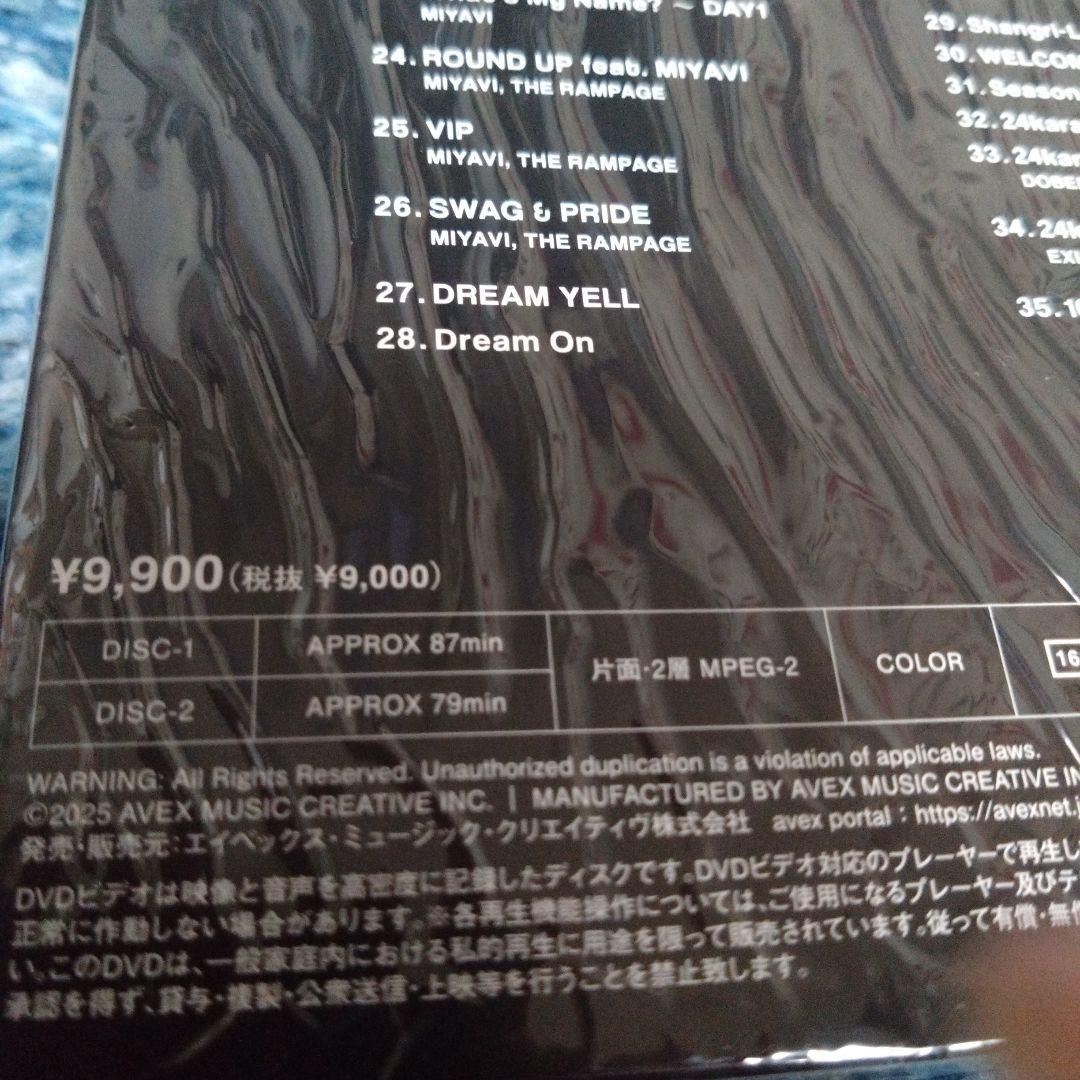 My Name? ～ DAY1
MIYAVI
24. ROUND UP feat. MIYAVI
MIYAVI, THE RAMPAGE
25. VIP
MIYAVI, THE RAMPAGE
26. SWAG & PRIDE
MIYAVI, THE RAMPAGE
27. DREAM YELL
28. Dream On
29. Shangri-L
30. WELCOM
31. Season
32. 24kara
33. 24kar
DOBE
34. 24k
EXI
35. 1
¥9,900(税抜 ¥9,000)
DISC-1 APPROX 87min
DISC-2 APPROX 79min
片面・2層 MPEG-2
COLOR
16
WARNING: All Rights Reserved. Unauthorized duplication is a violation of applicable laws.
©2025 AVEX MUSIC CREATIVE INC. | MANUFACTURED BY AVEX MUSIC CREATIVE IN
発売・販売元：エイベックス・ミュージック・クリエイティヴ株式会社 avex portal：https://avexnet.j
DVDビデオは映像と音声を高密度に記録したディスクです。DVDビデオ対応のプレーヤーで再生し
正常に作動しない場合があります。※各再生機能操作については、ご使用になるプレーヤー及びテ
い。このDVDは、一般家庭内における私的再生に用途を限って販売されています。従って有償・無償
承認を得ず、貸与・複製・公衆送信・上映等を行うことを禁止致します。